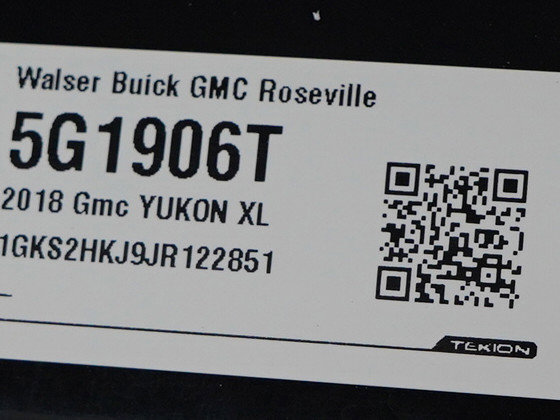 Walser Buick GMC Roseville
5G1906T
2018 Gmc YUKON XL
1GKS2HKJ9JR122851
TEKION